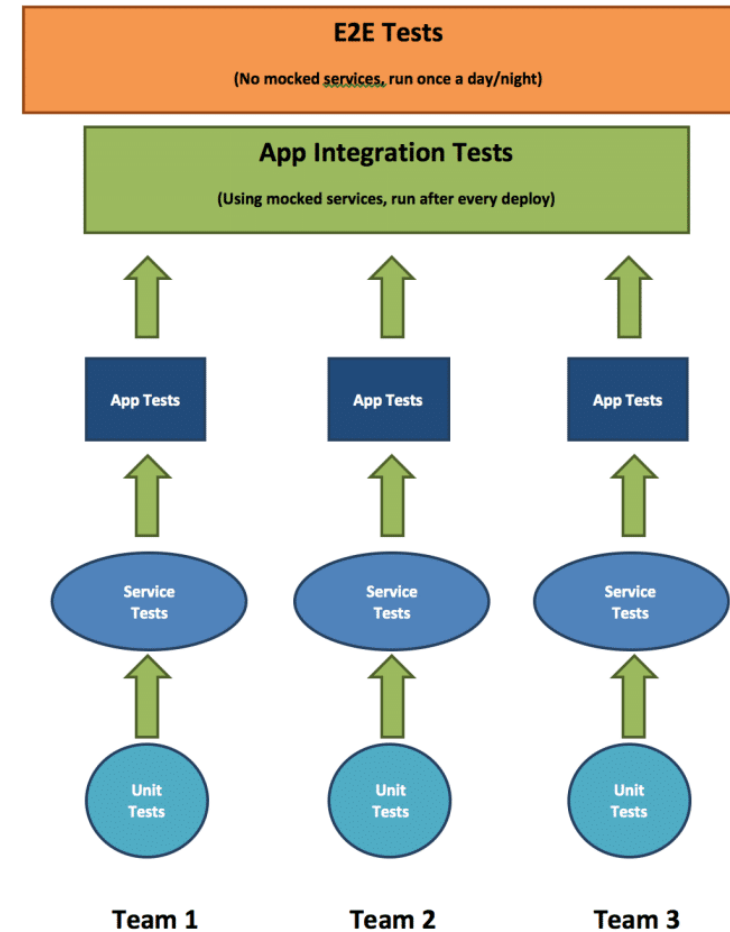 E2E Tests
(No mocked services, run once a day/night)
App Integration Tests
(Using mocked services, run after every deploy)
App Tests
App Tests
App Tests
Service
Tests
Service
Tests
Service
Tests
Unit
Tests
Unit
Tests
Unit
Tests
Team 1
Team 2
Team 3